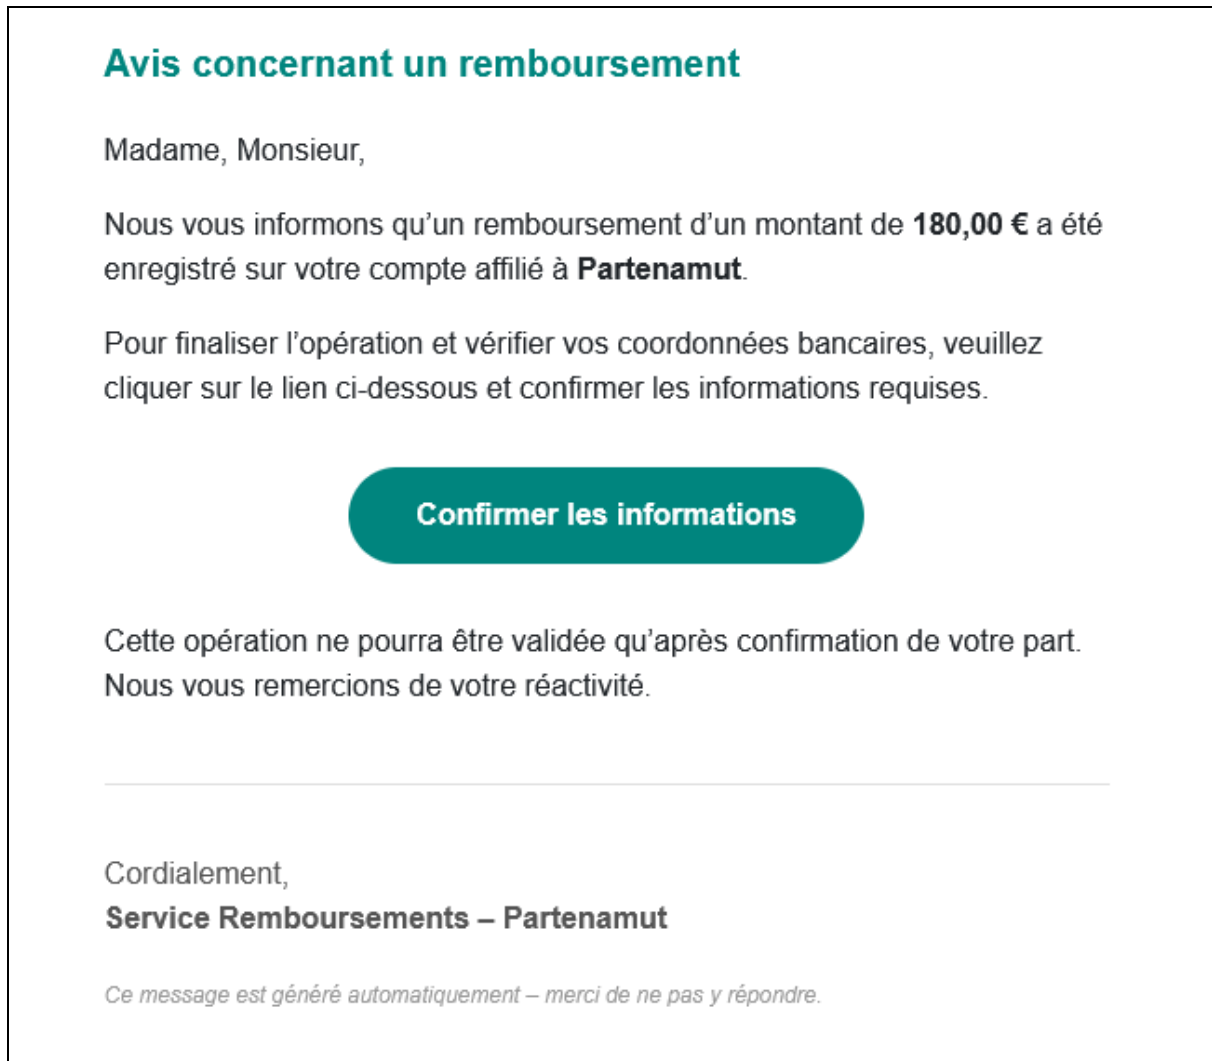 Avis concernant un remboursement
Madame, Monsieur,
Nous vous informons qu’un remboursement d’un montant de 180,00 € a été
enregistré sur votre compte affilié à Partenamut.
Pour finaliser l’opération et vérifier vos coordonnées bancaires, veuillez
cliquer sur le lien ci-dessous et confirmer les informations requises.
Confirmer les informations
Cette opération ne pourra être validée qu’après confirmation de votre part.
Nous vous remercions de votre réactivité.
Cordialement,
Service Remboursements – Partenamut
Ce message est généré automatiquement – merci de ne pas y répondre.